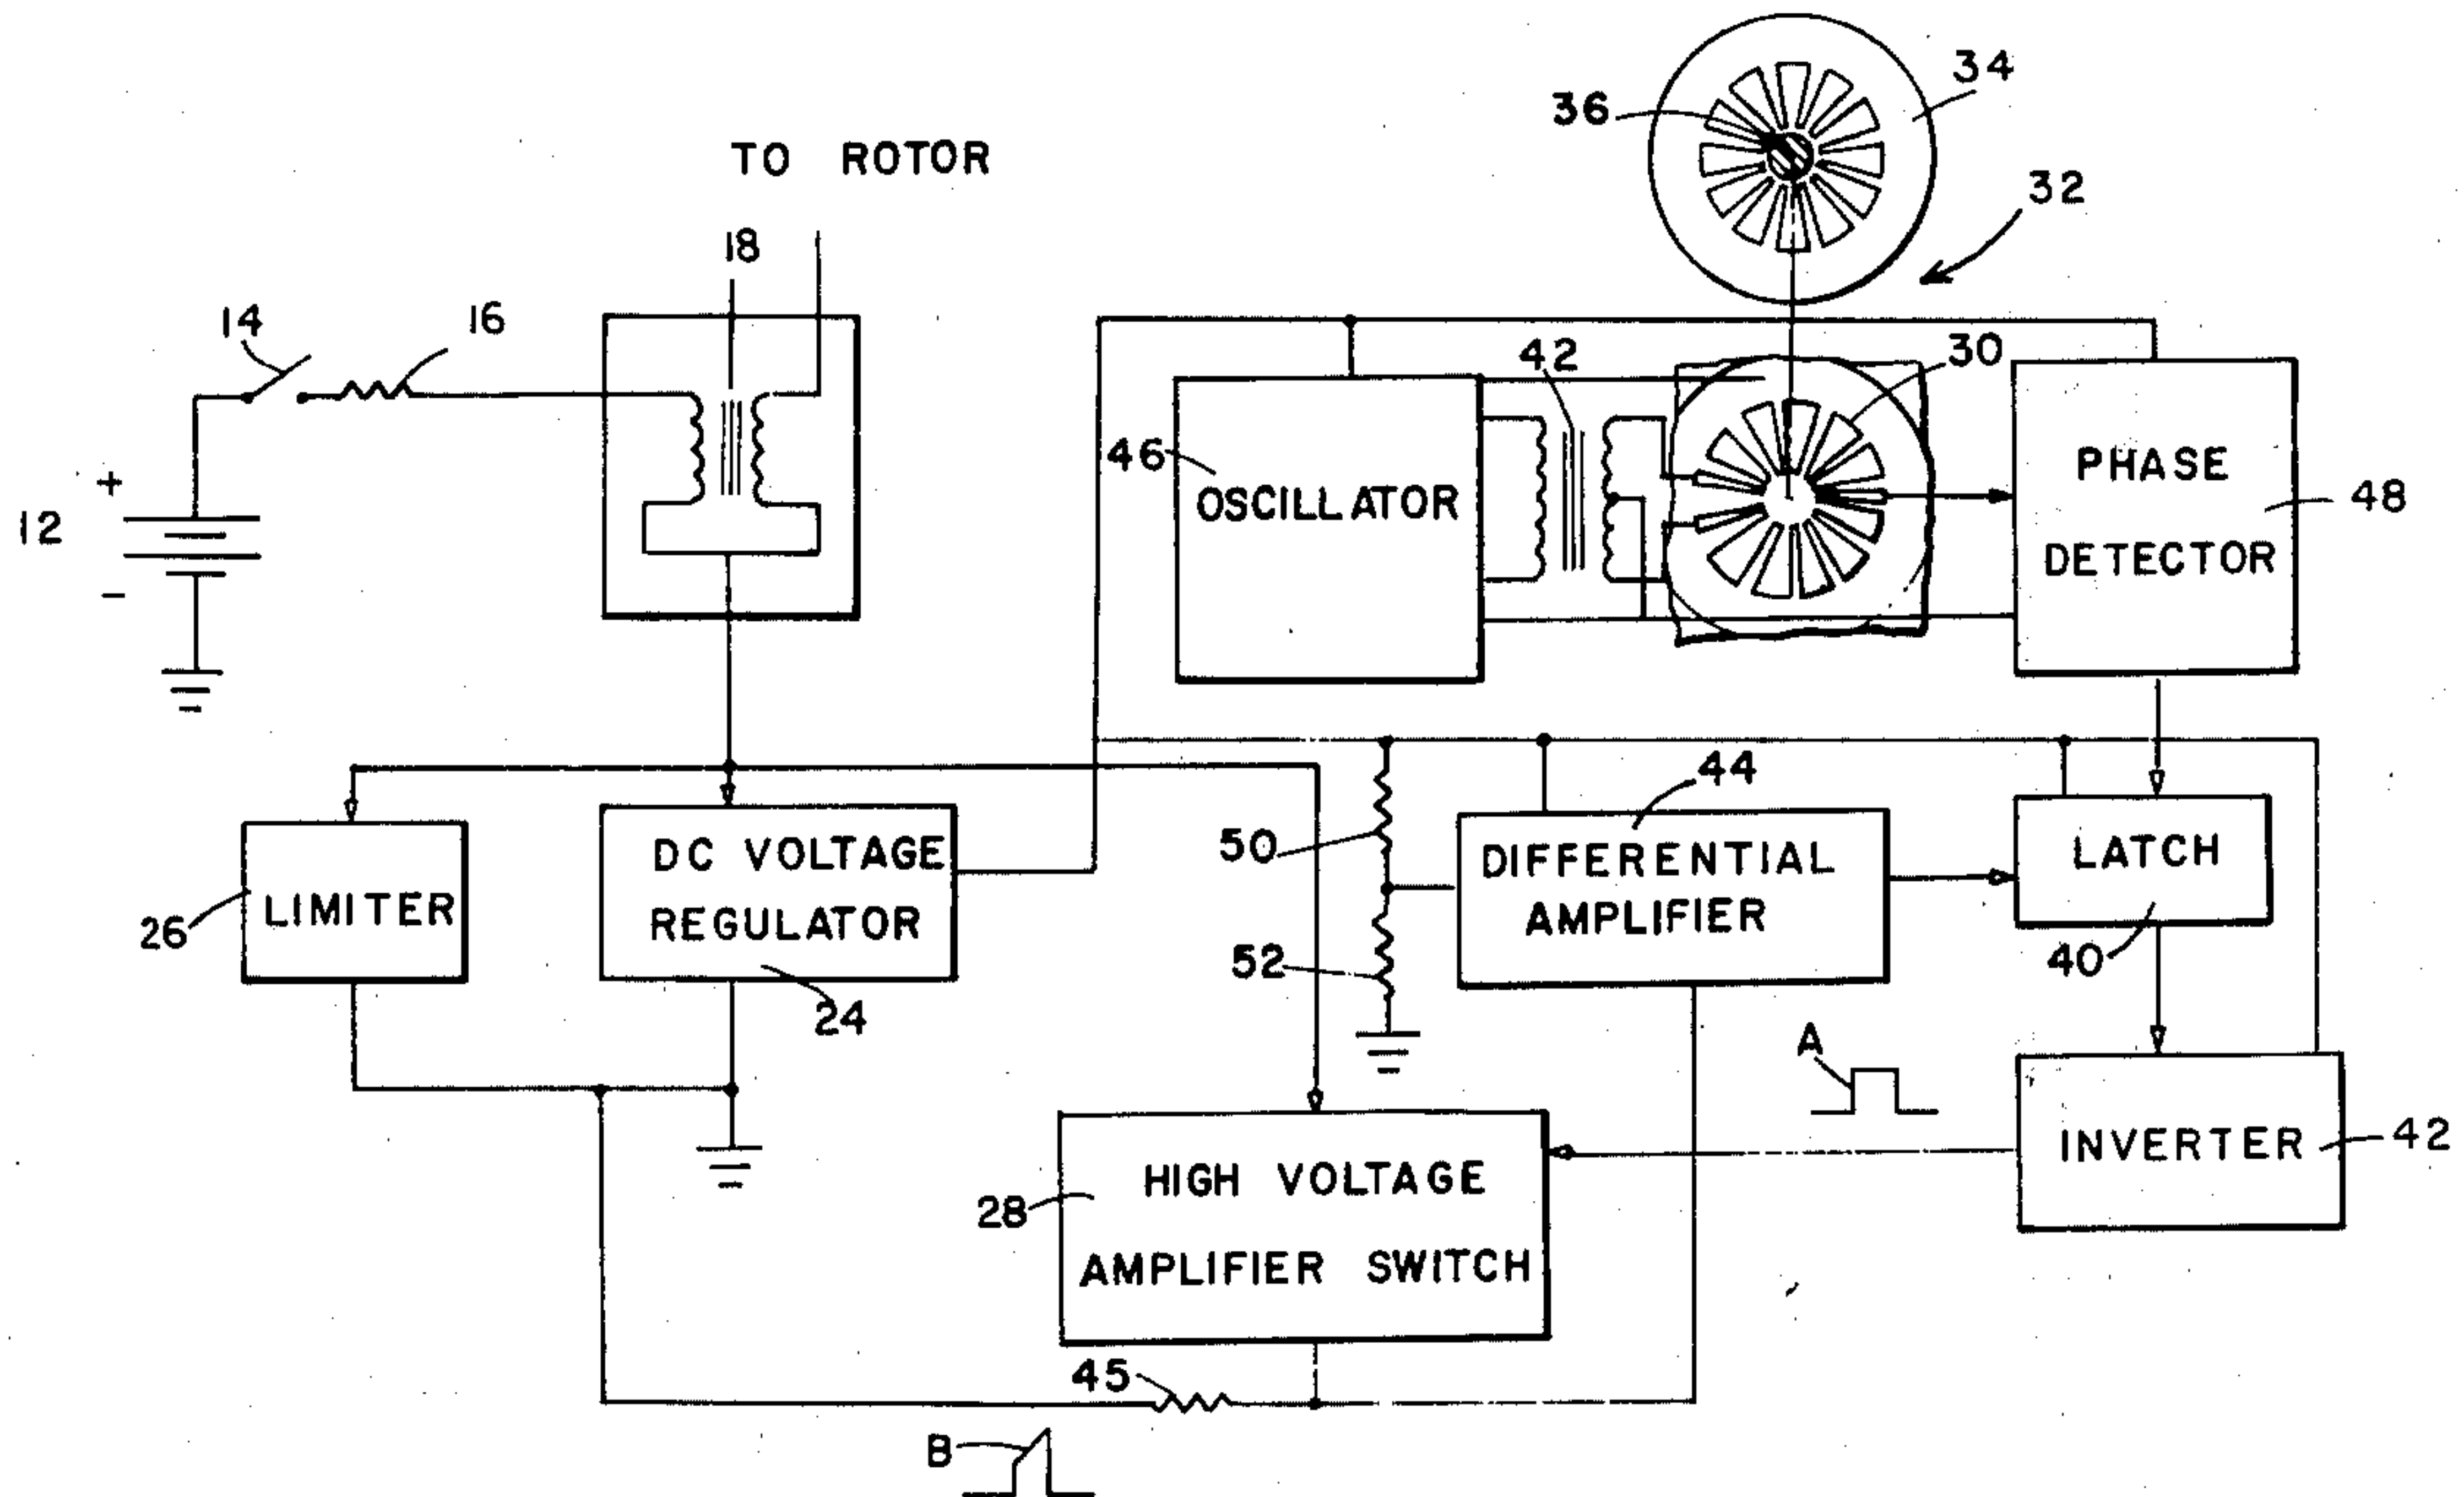 34
36
TO ROTOR
32
18
14
16
42
30
+
46
OSCILLATOR
PHASE
DETECTOR
48
12
-
44
50
DIFFERENTIAL
AMPLIFIER
LATCH
DC VOLTAGE
REGULATOR
LIMITER
26
52
40
24
A
INVERTER
42
28
HIGH VOLTAGE
AMPLIFIER SWITCH
45
B